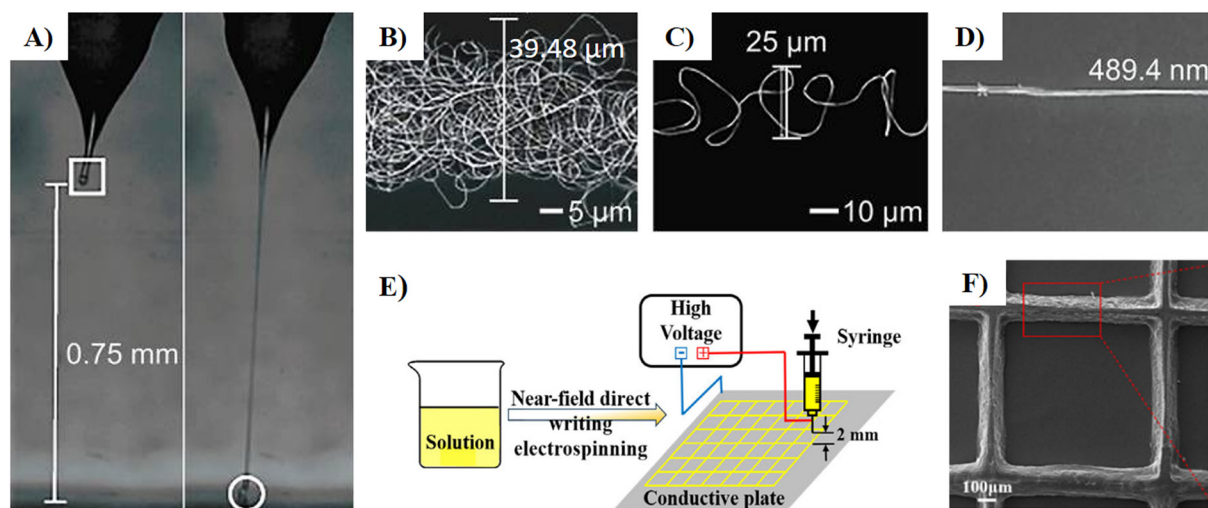 A)
0.75 mm
B)
39.48 µm
5 µm
C)
25 µm
10 µm
D)
489.4 nm
E)
Solution
Near-field direct
writing
electrospinning
High
Voltage
- +
Syringe
2 mm
Conductive plate
F)
100µm